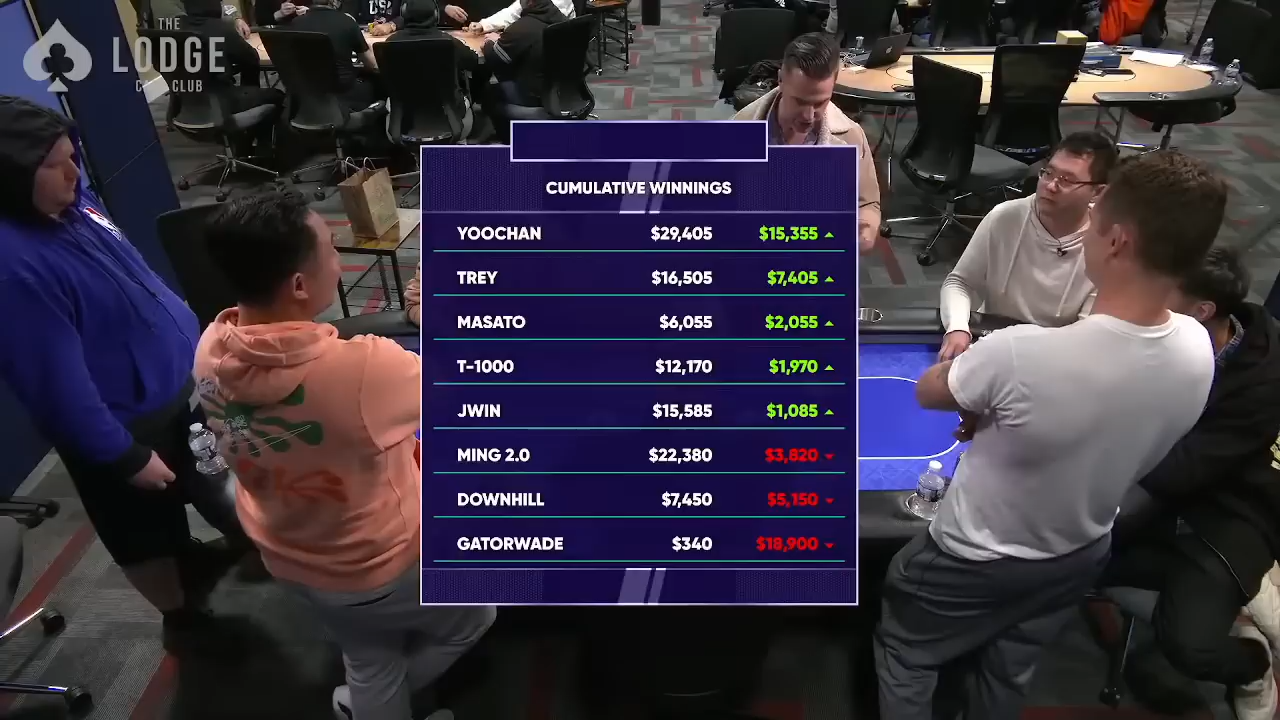 THE
LODGE
CLUB
CUMULATIVE WINNINGS
YOOCHAN $29,405 $15,355
TREY $16,505 $7,405
MASATO $6,055 $2,055
T-1000 $12,170 $1,970
JWIN $15,585 $1,085
MING 2.0 $22,380 $3,820
DOWNHILL $7,450 $5,150
GATORWADE $340 $18,900